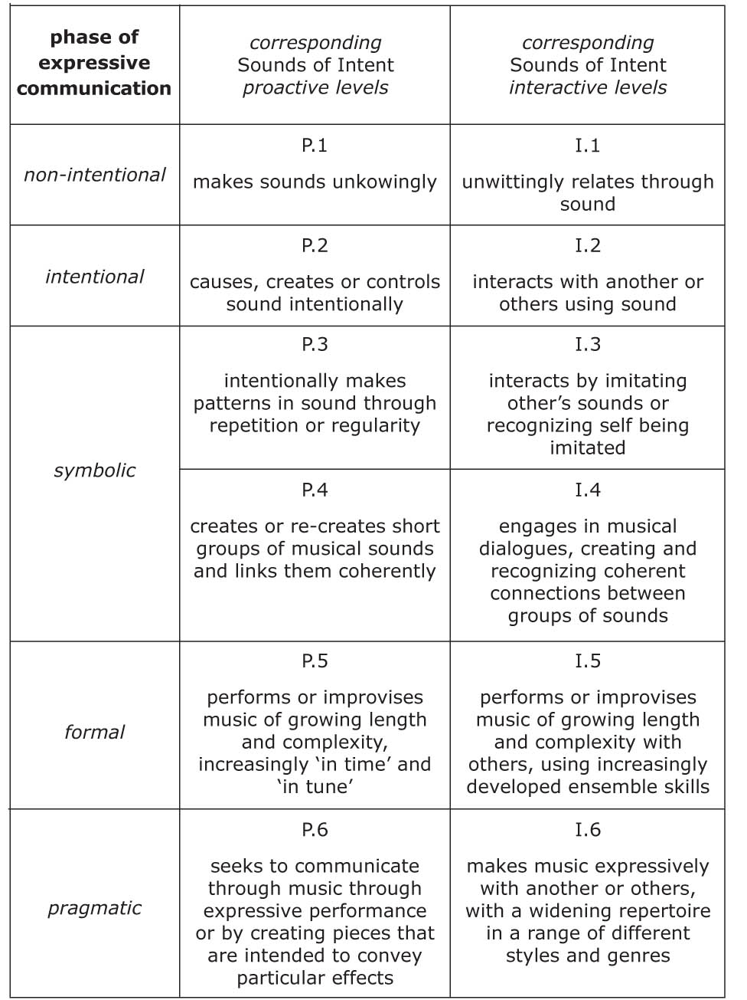 phase of
expressive
communication
corresponding
Sounds of Intent
proactive levels
corresponding
Sounds of Intent
interactive levels
non-intentional
P.1
makes sounds unkowingly
I.1
unwittingly relates through
sound
intentional
P.2
causes, creates or controls
sound intentionally
I.2
interacts with another or
others using sound
symbolic
P.3
intentionally makes
patterns in sound through
repetition or regularity
I.3
interacts by imitating
other’s sounds or
recognizing self being
imitated
P.4
creates or re-creates short
groups of musical sounds
and links them coherently
I.4
engages in musical
dialogues, creating and
recognizing coherent
connections between
groups of sounds
formal
P.5
performs or improvises
music of growing length
and complexity,
increasingly ‘in time’ and
‘in tune’
I.5
performs or improvises
music of growing length
and complexity with
others, using increasingly
developed ensemble skills
pragmatic
P.6
seeks to communicate
through music through
expressive performance
or by creating pieces that
are intended to convey
particular effects
I.6
makes music expressively
with another or others,
with a widening repertoire
in a range of different
styles and genres